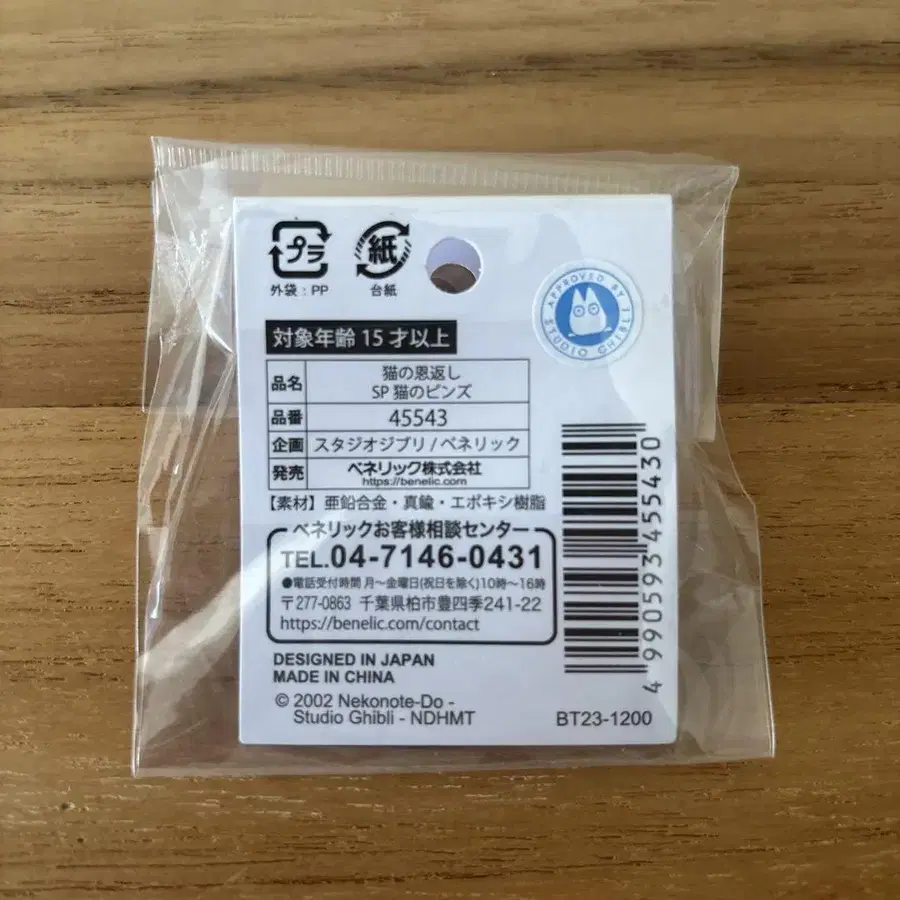 プラ
外袋：PP
紙
台紙
APPROVED BY
STUDIO GHIBLI
対象年齢 15 才以上
品名 猫の恩返し
SP 猫のピンズ
品番 45543
企画 スタジオジブリ / ベネリック
発売 ベネリック株式会社
https://benelic.com
【素材】亜鉛合金・真鍮・エポキシ樹脂
ベネリックお客様相談センター
TEL.04-7146-0431
●電話受付時間 月～金曜日(祝日を除く)10時～16時
〒277-0863 千葉県柏市豊四季241-22
https://benelic.com/contact
DESIGNED IN JAPAN
MADE IN CHINA
© 2002 Nekonote-Do -
Studio Ghibli - NDHMT
BT23-1200
4 990593 455430